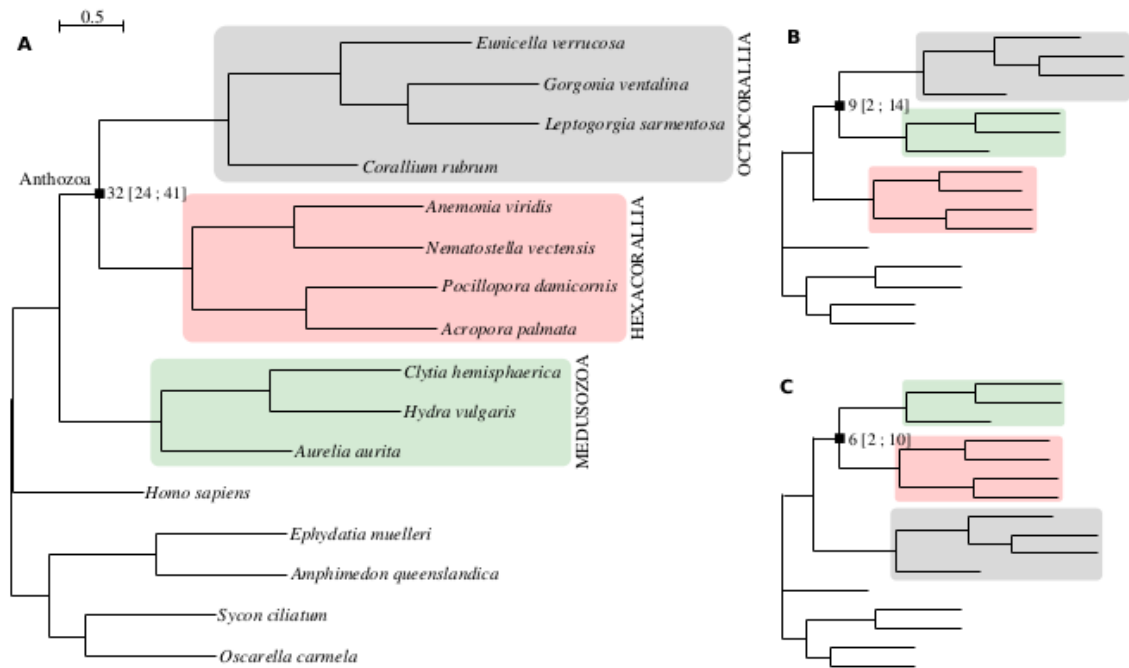 0.5
A
Eunicella verrucosa
Gorgonia ventalina
Leptogorgia sarmentosa
Corallium rubrum
OCTOCORALLIA
Anthozoa
32 [24 ; 41]
Anemonia viridis
Nematostella vectensis
Pocillopora damicornis
Acropora palmata
HEXACORALLIA
Clytia hemisphaerica
Hydra vulgaris
Aurelia aurita
MEDUSOZOA
Homo sapiens
Ephydatia muelleri
Amphimedon queenslandica
Sycon ciliatum
Oscarella carmela
B
9 [2 ; 14]
C
6 [2 ; 10]